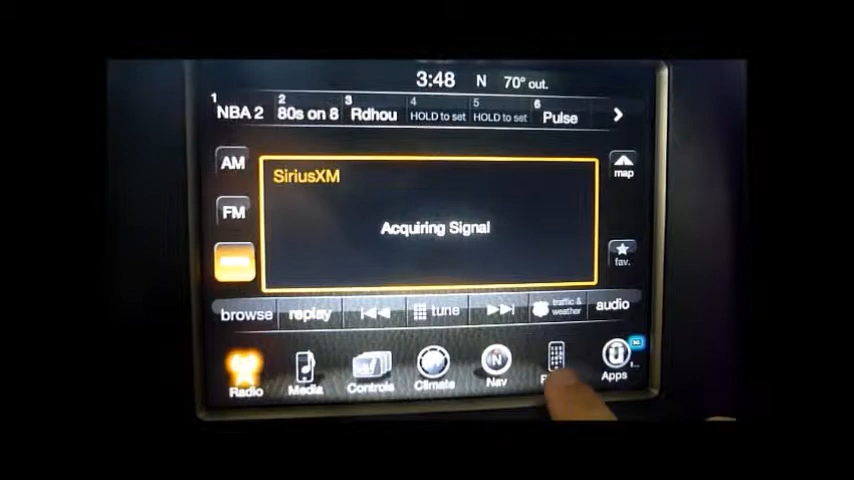 3:48 N 70° out.
1 NBA 2 2 80s on 8 3 Rdhou 4 HOLD to set 5 HOLD to set 6 Pulse
AM
SiriusXM
map
Acquiring Signal
FM
fav.
browse replay tune traffic & weather audio
Radio Media Controls Climate N Nav Apps